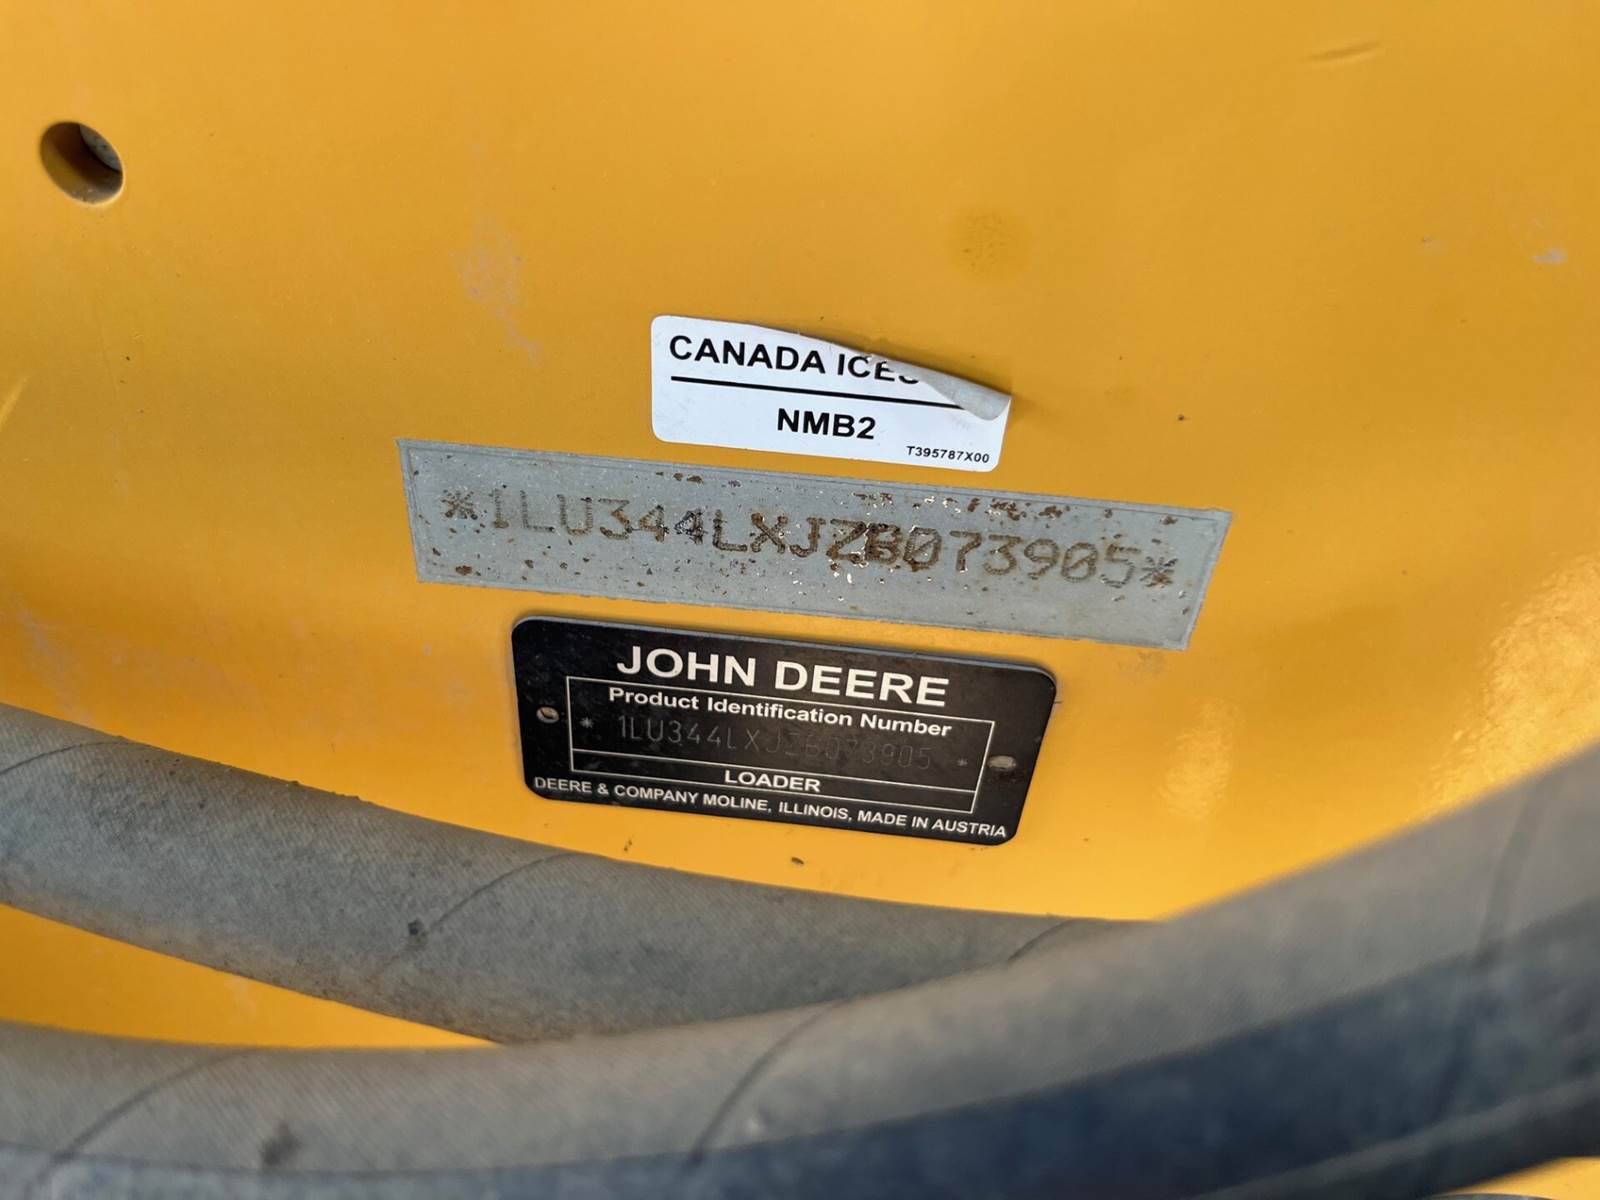 CANADA ICES
NMB2
T395787X00
*1LU344LXJZB073905*
JOHN DEERE
Product Identification Number
* 1LU344LXJZB073905 *
LOADER
DEERE & COMPANY MOLINE, ILLINOIS, MADE IN AUSTRIA